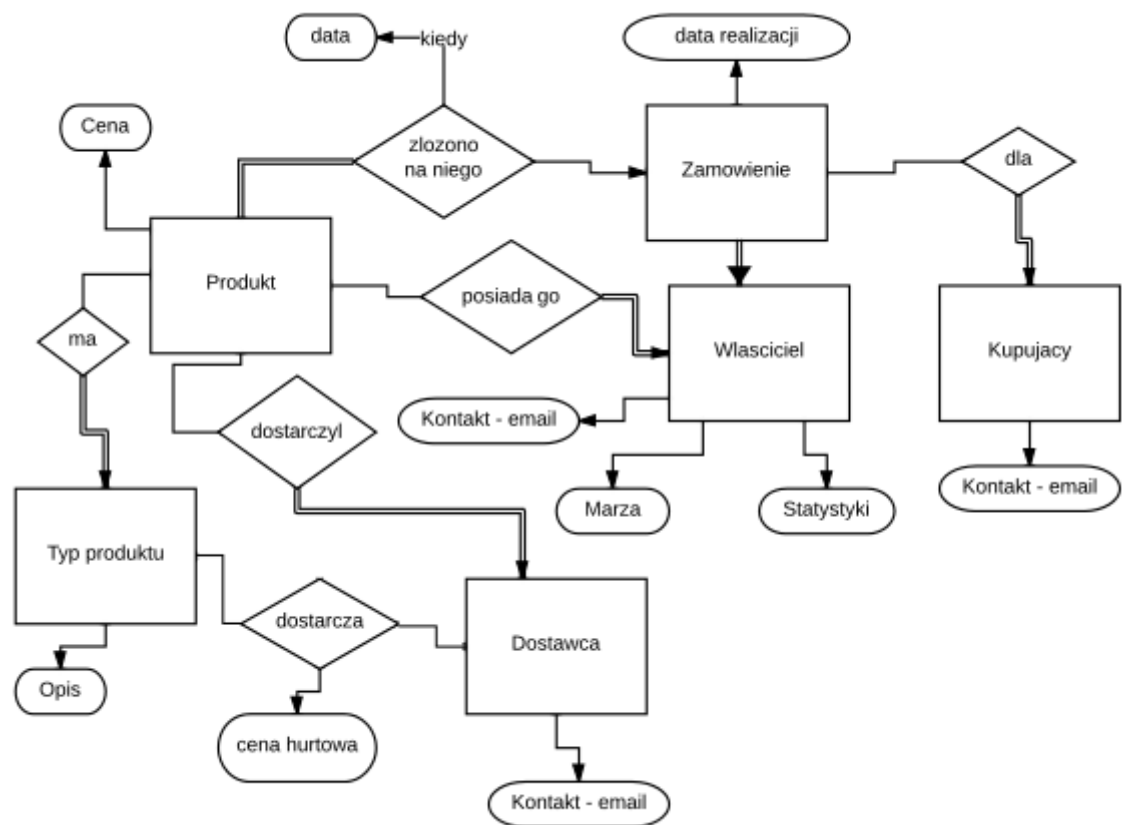 data
kiedy
data realizacji
Cena
zlozono
na niego
Zamowienie
dla
Produkt
posiada go
ma
Wlasciciel
Kupujacy
Kontakt - email
dostarczyl
Marza
Statystyki
Kontakt - email
Typ produktu
dostarcza
Dostawca
Opis
cena hurtowa
Kontakt - email